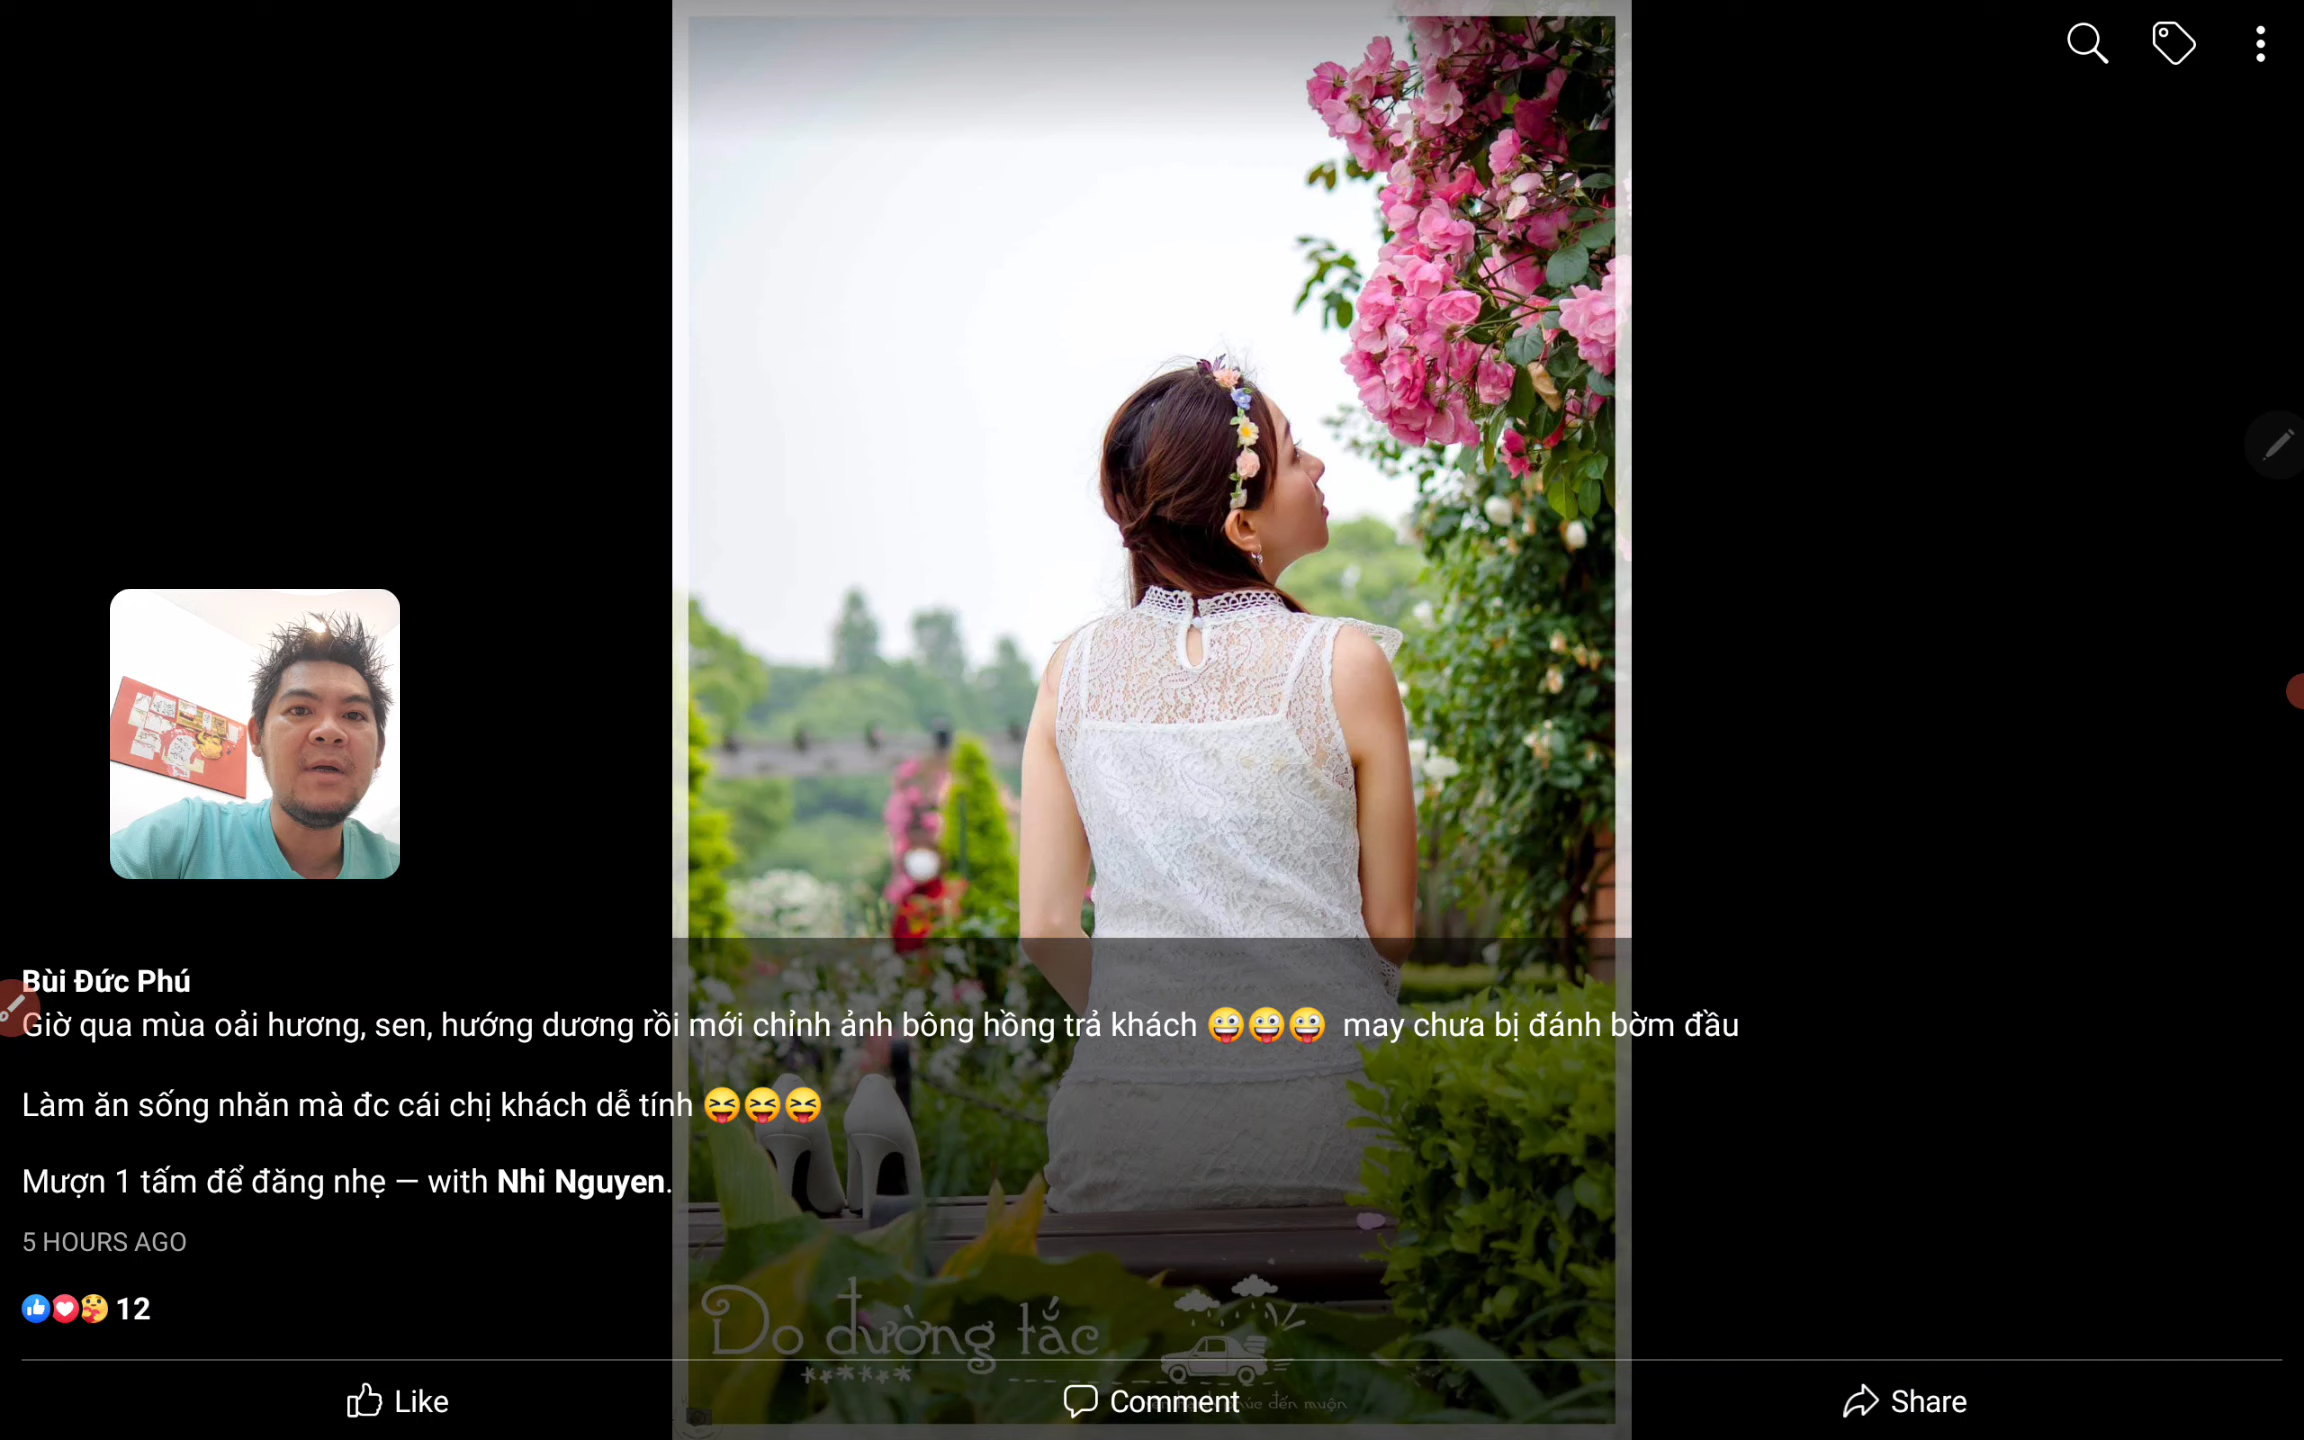 Bùi Đức Phú
Giờ qua mùa oải hương, sen, hướng dương rồi mới chỉnh ảnh bông hồng trả khách 🤪🤪🤪 may chưa bị đánh bờm đầu
Làm ăn sống nhăn mà đc cái chị khách dễ tính 😝😝😝
Mượn 1 tấm để đăng nhẹ — with Nhi Nguyen.
5 HOURS AGO
12
Do đường tắc
đến muộn
Like
Comment
Share